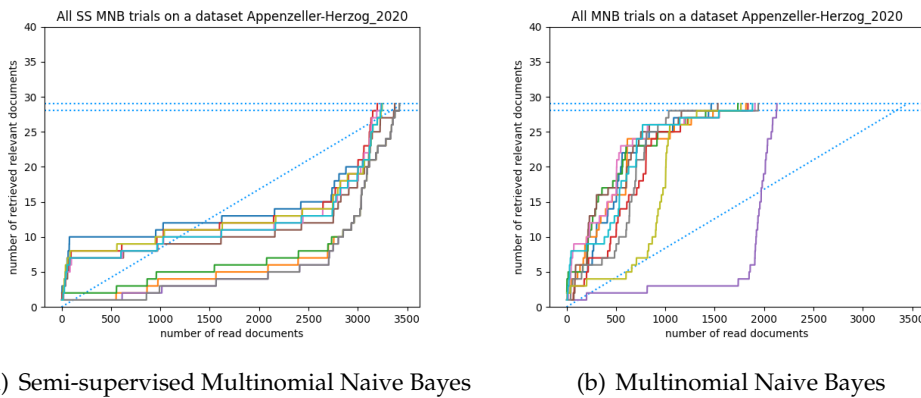 All SS MNB trials on a dataset Appenzeller-Herzog_2020
number of retrieved relevant documents
40
35
30
25
20
15
10
5
0
0 500 1000 1500 2000 2500 3000 3500
number of read documents
) Semi-supervised Multinomial Naive Bayes
All MNB trials on a dataset Appenzeller-Herzog_2020
number of retrieved relevant documents
40
35
30
25
20
15
10
5
0
0 500 1000 1500 2000 2500 3000 3500
number of read documents
(b) Multinomial Naive Bayes